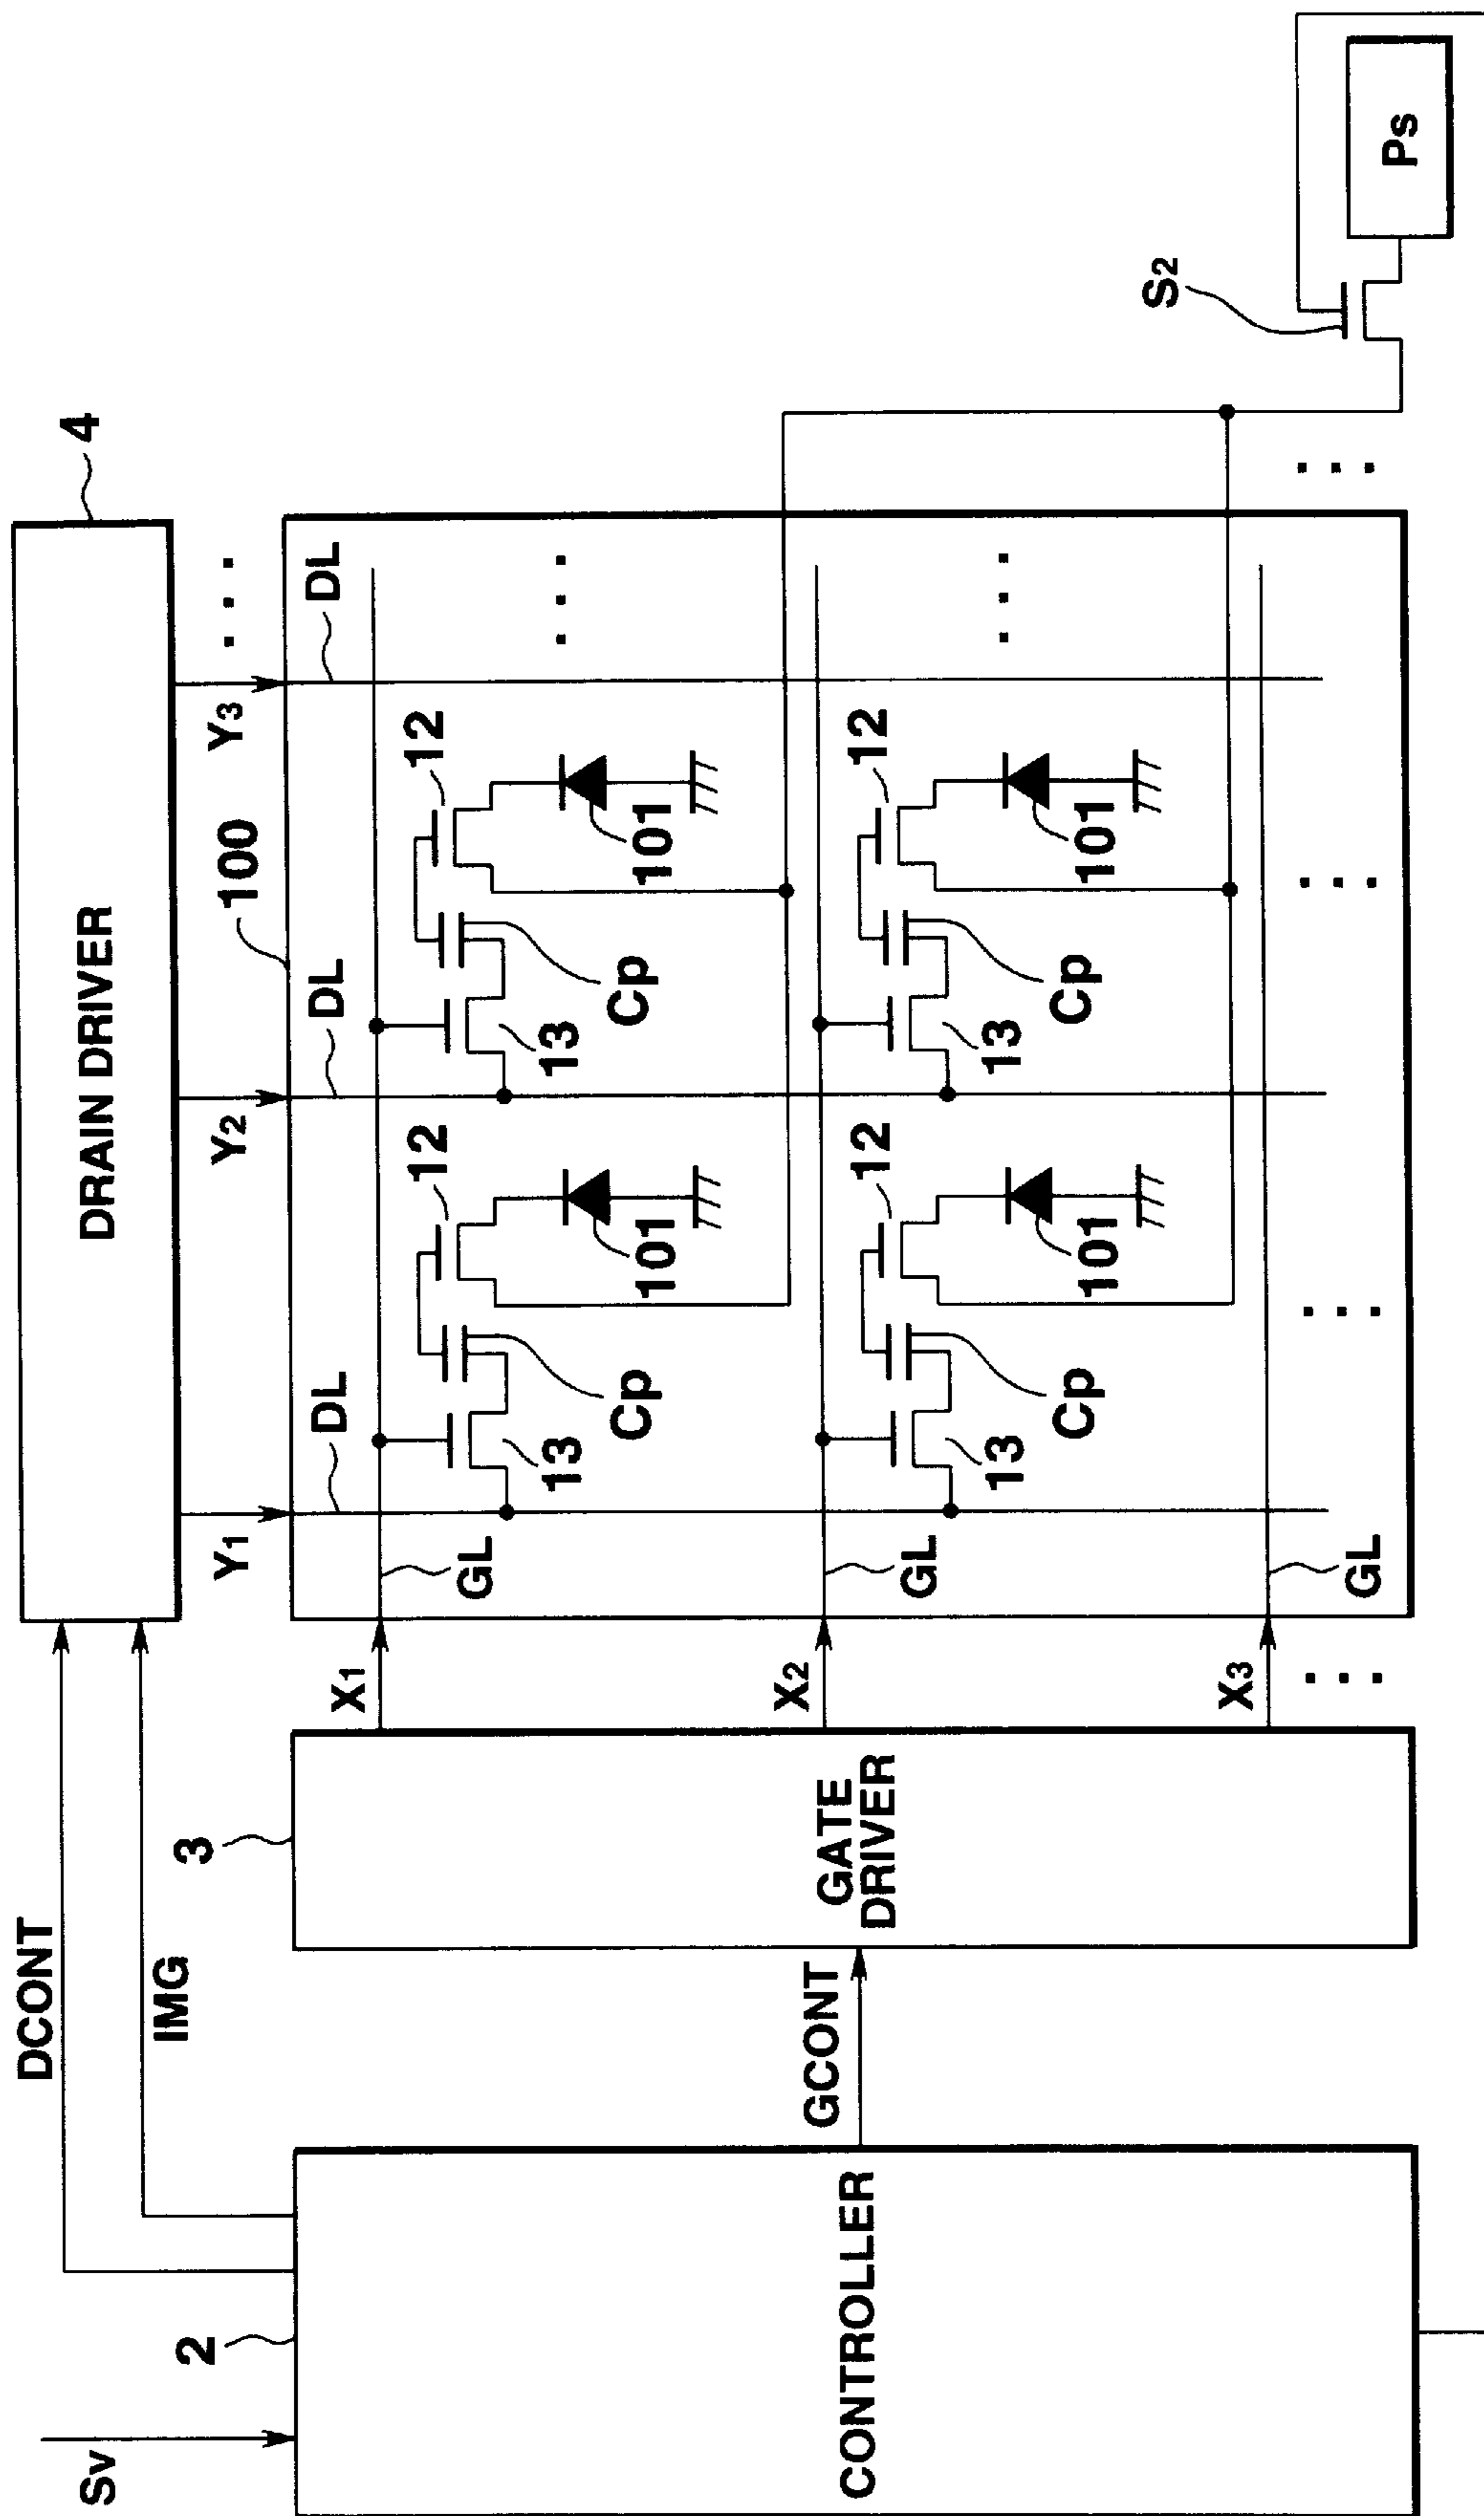 Sv
2
CONTROLLER
DCONT
IMG
GCONT
3
GATE
DRIVER
DRAIN DRIVER
4
X1
X2
X3
Y1
Y2
Y3
100
DL
DL
DL
GL
GL
GL
13
Cp
12
101
13
Cp
12
101
13
Cp
12
101
13
Cp
12
101
S2
Ps